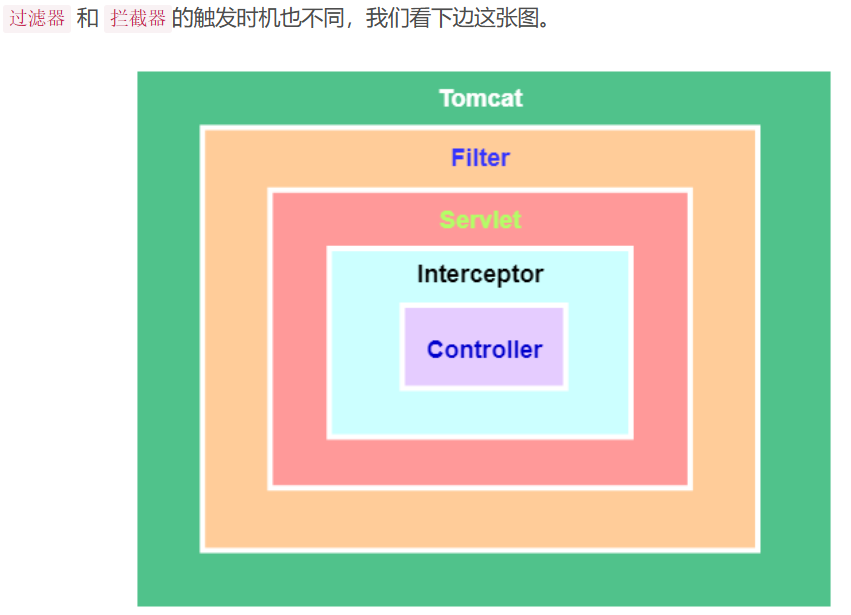 过滤器 和 拦截器的触发时机也不同，我们看下边这张图。
Tomcat
Filter
Servlet
Interceptor
Controller